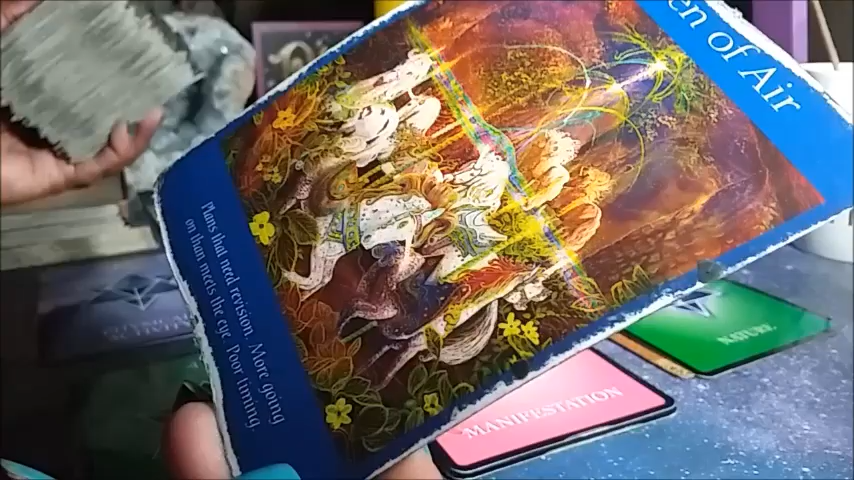 en of Air
Plans that need revision. More going
on than meets the eye. Poor timing
MANIFESTATION
NATURE